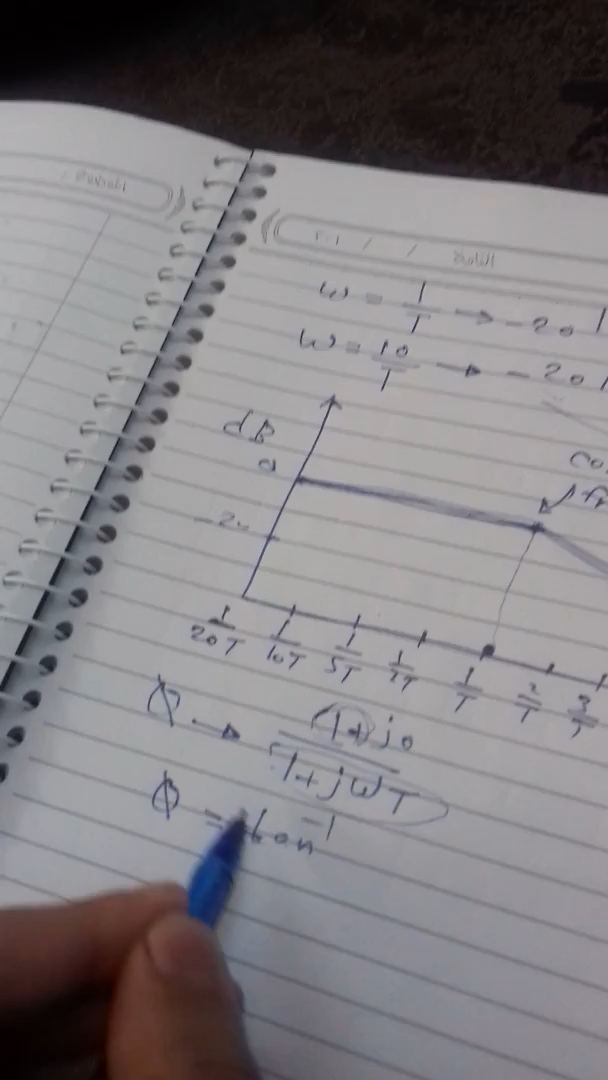 ω = 1/T → -20 l
ω = 10/T → -20 l
dB
0
-20
1/20T 1/10T 1/5T 1/2T 1/T 2/T 3/T
φ → (1+j0)/(1+jωT)
φ = tan⁻¹